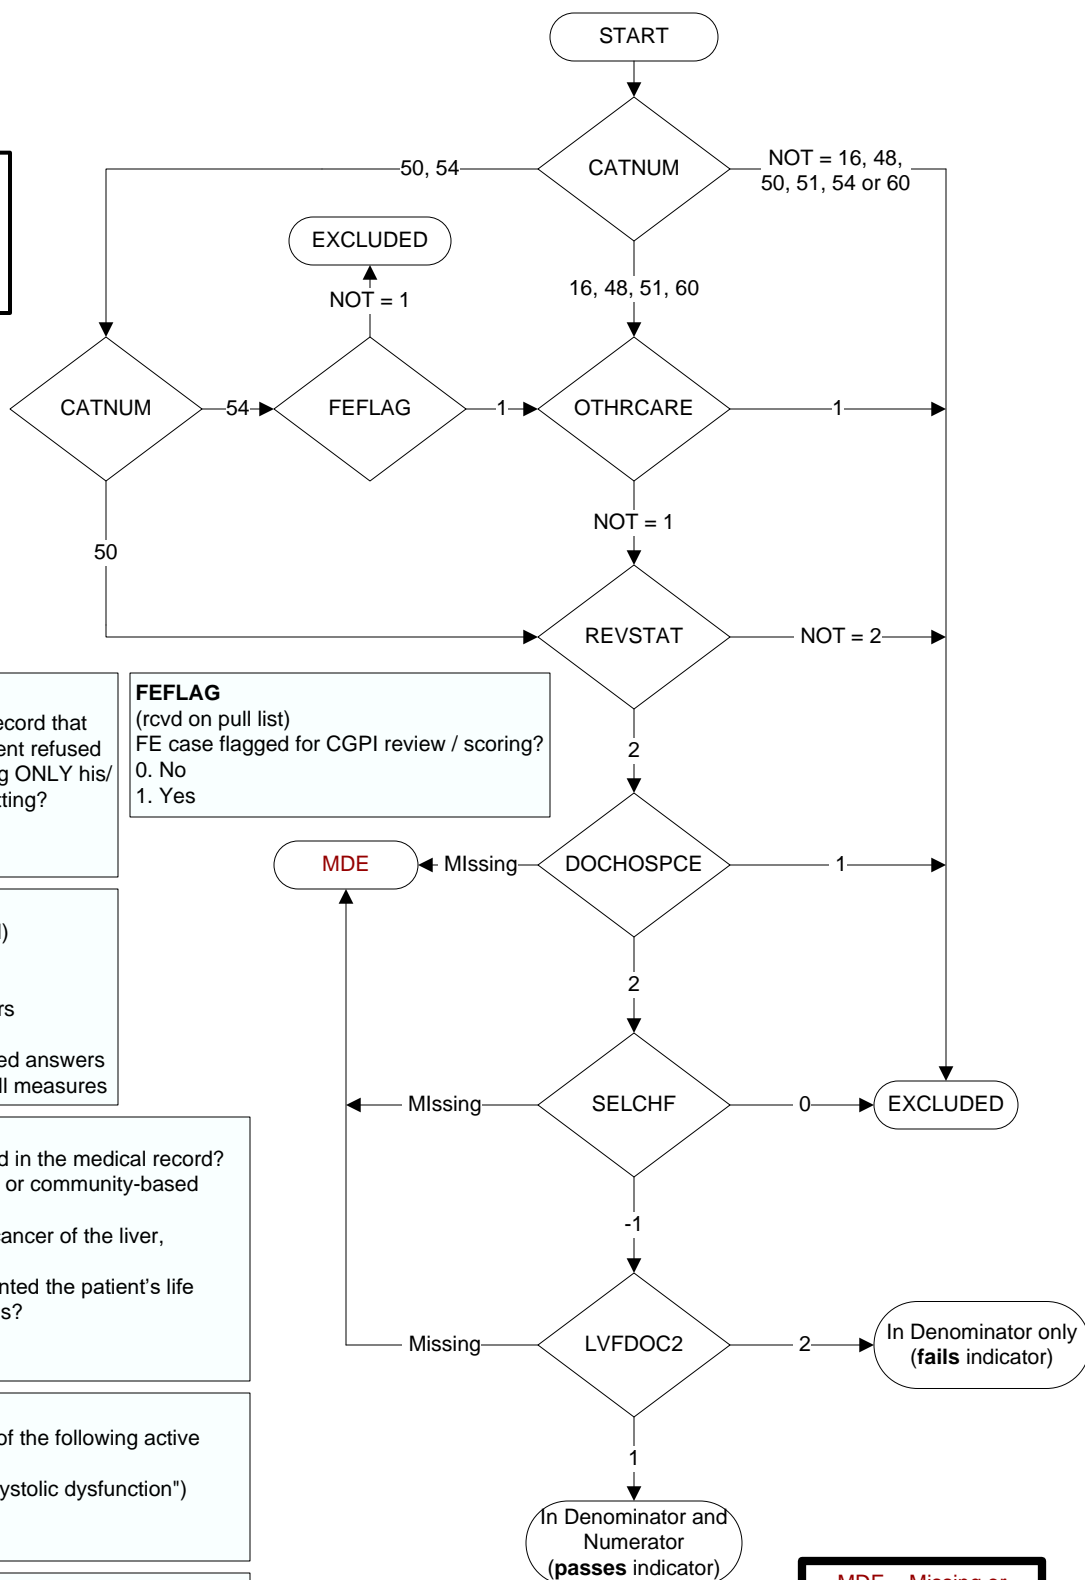 START
CATNUM
50, 54
NOT = 16, 48,
50, 51, 54 or 60
EXCLUDED
NOT = 1
16, 48, 51, 60
CATNUM
54
FEFLAG
1
OTHRCARE
1
NOT = 1
50
REVSTAT
NOT = 2
ecord that
ent refused
g ONLY his/
tting?
FEFLAG
(rcvd on pull list)
FE case flagged for CGPI review / scoring?
0. No
1. Yes
2
MDE
MIssing
DOCHOSPCE
1
)
rs
ed answers
ll measures
2
MIssing
SELCHF
0
EXCLUDED
d in the medical record?
or community-based
cancer of the liver,
nted the patient's life
s?
-1
Missing
LVFDOC2
2
In Denominator only
(fails indicator)
of the following active
ystolic dysfunction")
1
In Denominator and
Numerator
(passes indicator)
MDE = Missing or